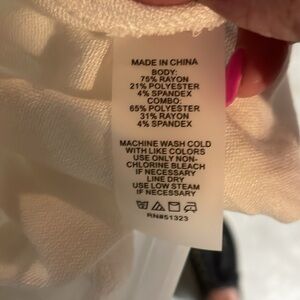 MADE IN CHINA
BODY:
75% RAYON
21% POLYESTER
4% SPANDEX
COMBO:
65% POLYESTER
31% RAYON
4% SPANDEX
MACHINE WASH COLD
WITH LIKE COLORS
USE ONLY NON-
CHLORINE BLEACH
IF NECESSARY
LINE DRY
USE LOW STEAM
IF NECESSARY
RN#51323